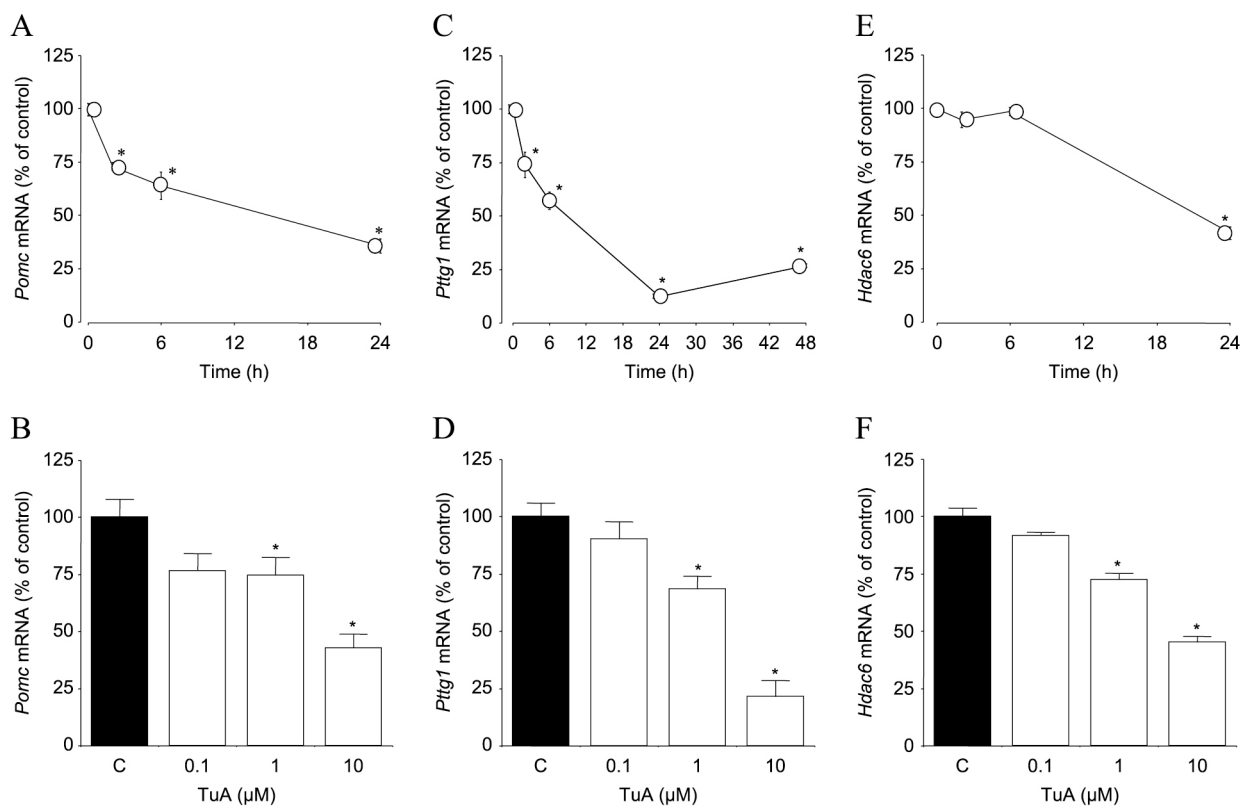 A
C
E
Pomc mRNA (% of control)
125
100
75
50
25
0
0 6 12 18 24
Time (h)
*
*
*
Pttg1 mRNA (% of control)
125
100
75
50
25
0
0 6 12 18 24 30 36 42 48
Time (h)
*
*
*
*
Hdac6 mRNA (% of control)
125
100
75
50
25
0
0 6 12 18 24
Time (h)
*
B
D
F
Pomc mRNA (% of control)
125
100
75
50
25
0
*
*
C 0.1 1 10
TuA (µM)
Pttg1 mRNA (% of control)
125
100
75
50
25
0
*
*
C 0.1 1 10
TuA (µM)
Hdac6 mRNA (% of control)
125
100
75
50
25
0
*
*
C 0.1 1 10
TuA (µM)